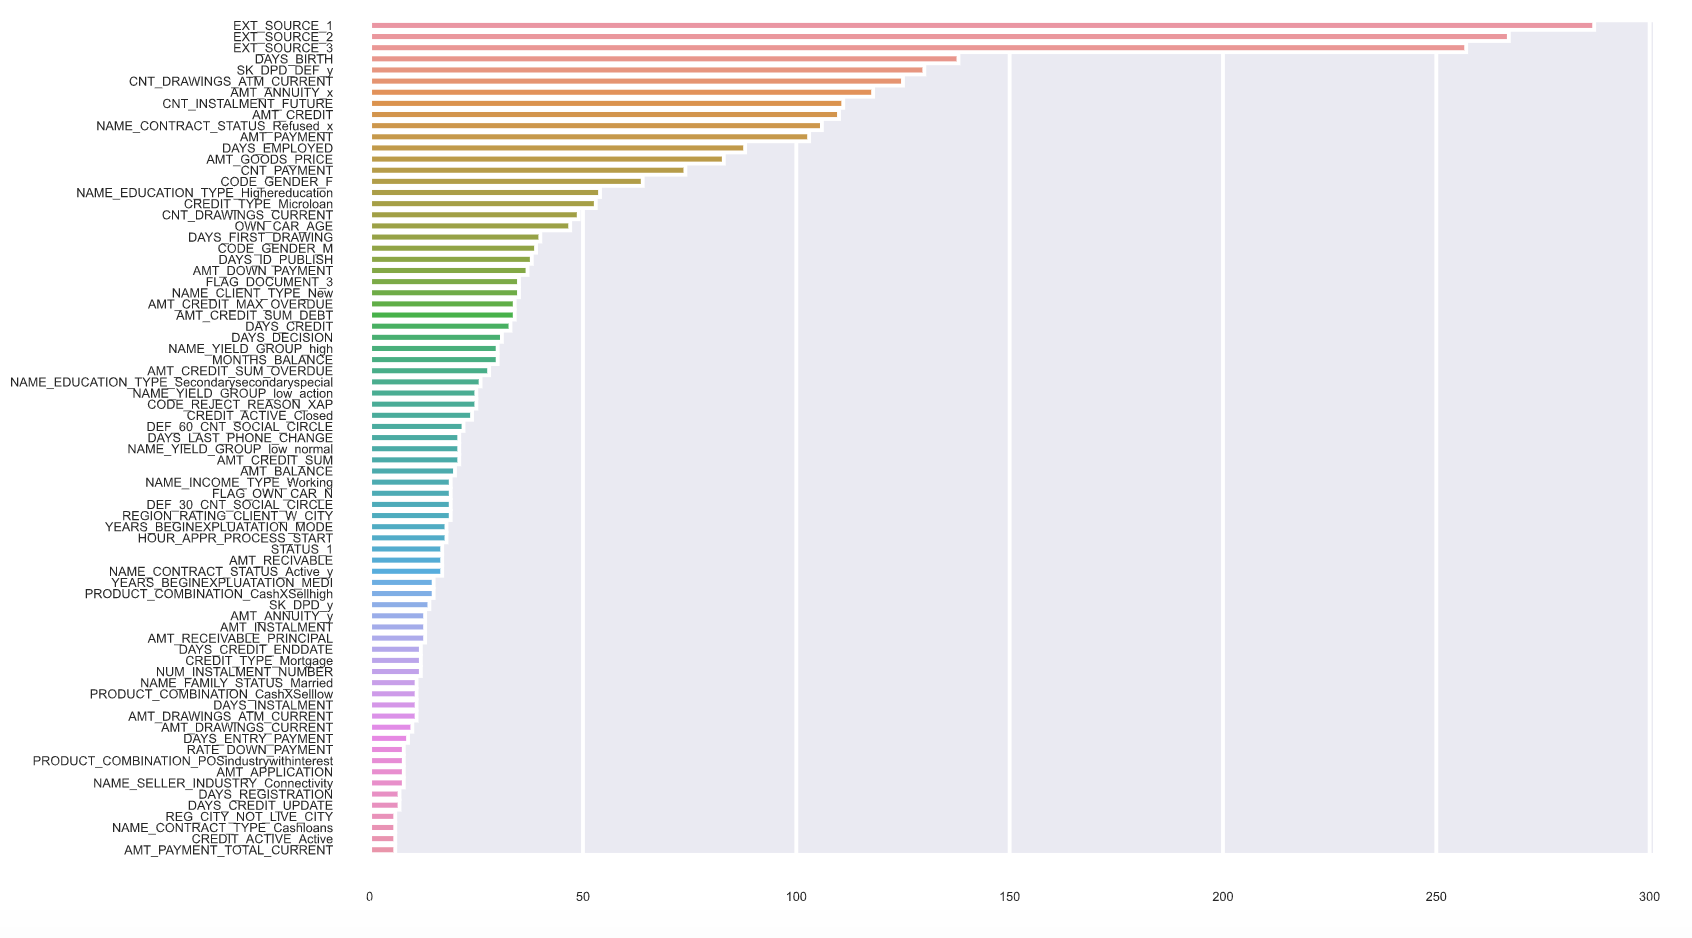 EXT_SOURCE_1
EXT_SOURCE_2
EXT_SOURCE_3
DAYS_BIRTH
SK_DPD_DEF_y
CNT_DRAWINGS_ATM_CURRENT
AMT_ANNUITY_x
CNT_INSTALMENT_FUTURE
AMT_CREDIT
NAME_CONTRACT_STATUS_Refused_x
AMT_PAYMENT
DAYS_EMPLOYED
AMT_GOODS_PRICE
CNT_PAYMENT
CODE_GENDER_F
NAME_EDUCATION_TYPE_Highereducation
CREDIT_TYPE_Microloan
CNT_DRAWINGS_CURRENT
OWN_CAR_AGE
DAYS_FIRST_DRAWING
CODE_GENDER_M
DAYS_ID_PUBLISH
AMT_DOWN_PAYMENT
FLAG_DOCUMENT_3
NAME_CLIENT_TYPE_New
AMT_CREDIT_MAX_OVERDUE
AMT_CREDIT_SUM_DEBT
DAYS_CREDIT
DAYS_DECISION
NAME_YIELD_GROUP_high
MONTHS_BALANCE
AMT_CREDIT_SUM_OVERDUE
NAME_EDUCATION_TYPE_Secondarysecondaryspecial
NAME_YIELD_GROUP_low_action
CODE_REJECT_REASON_XAP
CREDIT_ACTIVE_Closed
DEF_60_CNT_SOCIAL_CIRCLE
DAYS_LAST_PHONE_CHANGE
NAME_YIELD_GROUP_low_normal
AMT_CREDIT_SUM
AMT_BALANCE
NAME_INCOME_TYPE_Working
FLAG_OWN_CAR_N
DEF_30_CNT_SOCIAL_CIRCLE
REGION_RATING_CLIENT_W_CITY
YEARS_BEGINEXPLUATATION_MODE
HOUR_APPR_PROCESS_START
STATUS_1
AMT_RECIVABLE
NAME_CONTRACT_STATUS_Active_y
YEARS_BEGINEXPLUATATION_MEDI
PRODUCT_COMBINATION_CashXSellhigh
SK_DPD_y
AMT_ANNUITY_y
AMT_INSTALMENT
AMT_RECEIVABLE_PRINCIPAL
DAYS_CREDIT_ENDDATE
CREDIT_TYPE_Mortgage
NUM_INSTALMENT_NUMBER
NAME_FAMILY_STATUS_Married
PRODUCT_COMBINATION_CashXSelllow
DAYS_INSTALMENT
AMT_DRAWINGS_ATM_CURRENT
AMT_DRAWINGS_CURRENT
DAYS_ENTRY_PAYMENT
RATE_DOWN_PAYMENT
PRODUCT_COMBINATION_POSindustrywithinterest
AMT_APPLICATION
NAME_SELLER_INDUSTRY_Connectivity
DAYS_REGISTRATION
DAYS_CREDIT_UPDATE
REG_CITY_NOT_LIVE_CITY
NAME_CONTRACT_TYPE_Cashloans
CREDIT_ACTIVE_Active
AMT_PAYMENT_TOTAL_CURRENT
0 50 100 150 200 250 300